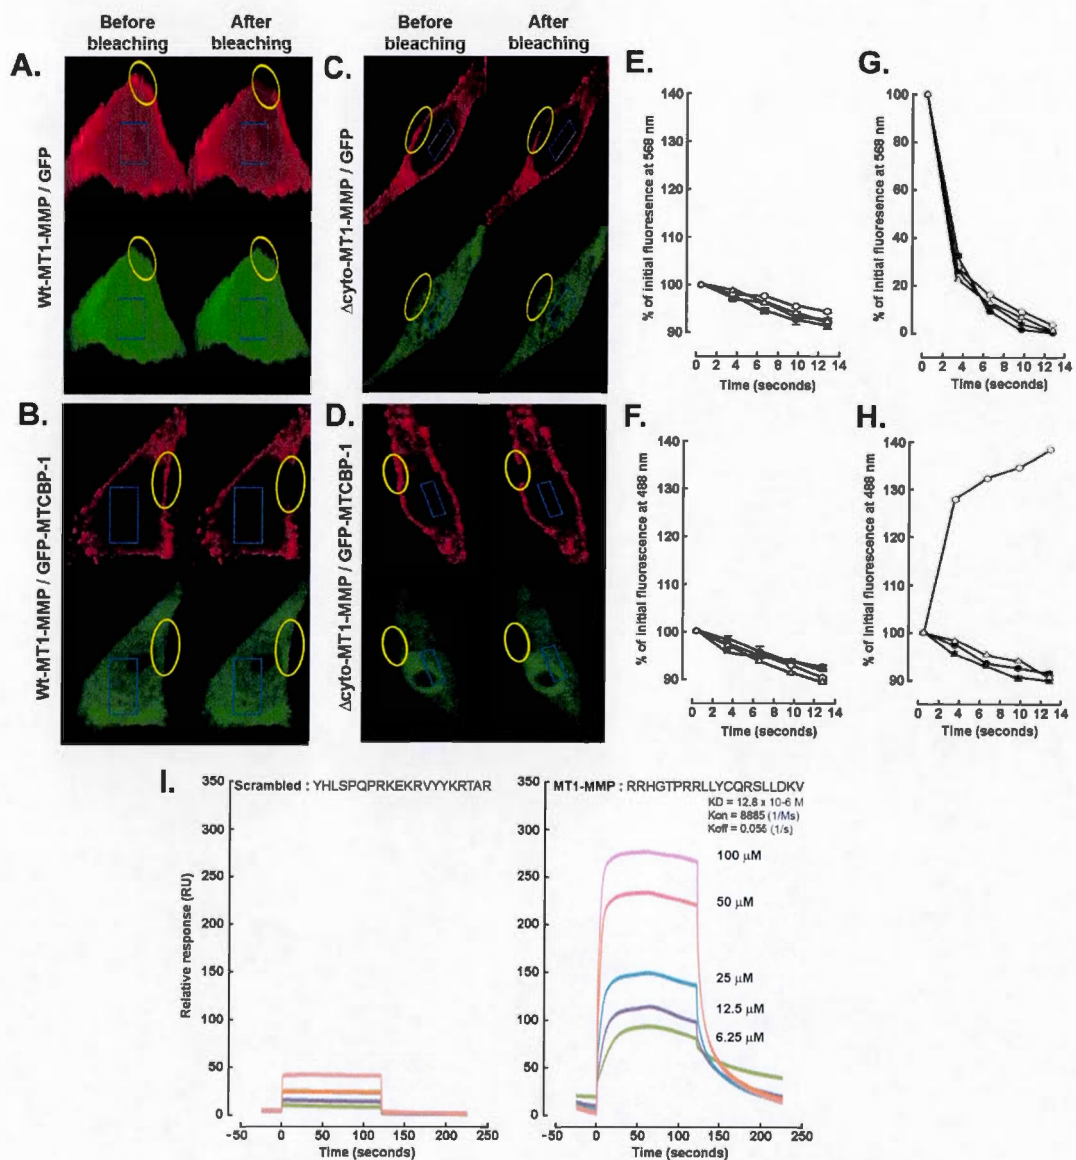 Before bleaching
After bleaching
Before bleaching
After bleaching
A.
Wt-MT1-MMP / GFP
C.
Δcyto-MT1-MMP / GFP
E.
% of initial fluoresence at 568 nm
140
130
120
110
100
90
0 2 4 6 8 10 12 14
Time (seconds)
G.
% of initial fluoresence at 568 nm
100
80
60
40
20
0
0 2 4 6 8 10 12 14
Time (seconds)
B.
Wt-MT1-MMP / GFP-MTCBP-1
D.
Δcyto-MT1-MMP / GFP-MTCBP-1
F.
% of initial fluorescence at 488 nm
140
130
120
110
100
90
0 2 4 6 8 10 12 14
Time (seconds)
H.
% of initial fluorescence at 488 nm
140
130
120
110
100
90
0 2 4 6 8 10 12 14
Time (seconds)
I.
Scrambled : YHLSPQPRKEKRVYYKRTAR
Relative response (RU)
350
300
250
200
150
100
50
0
-50 0 50 100 150 200 250
Time (seconds)
MT1-MMP : RRHGTPRRLLYCQRSLLDKV
KD = 12.8 x 10-6 M
Kon = 8885 (1/Ms)
Koff = 0.056 (1/s)
350
300
250
200
150
100
50
0
100 µM
50 µM
25 µM
12.5 µM
6.25 µM
-50 0 50 100 150 200 250
Time (seconds)